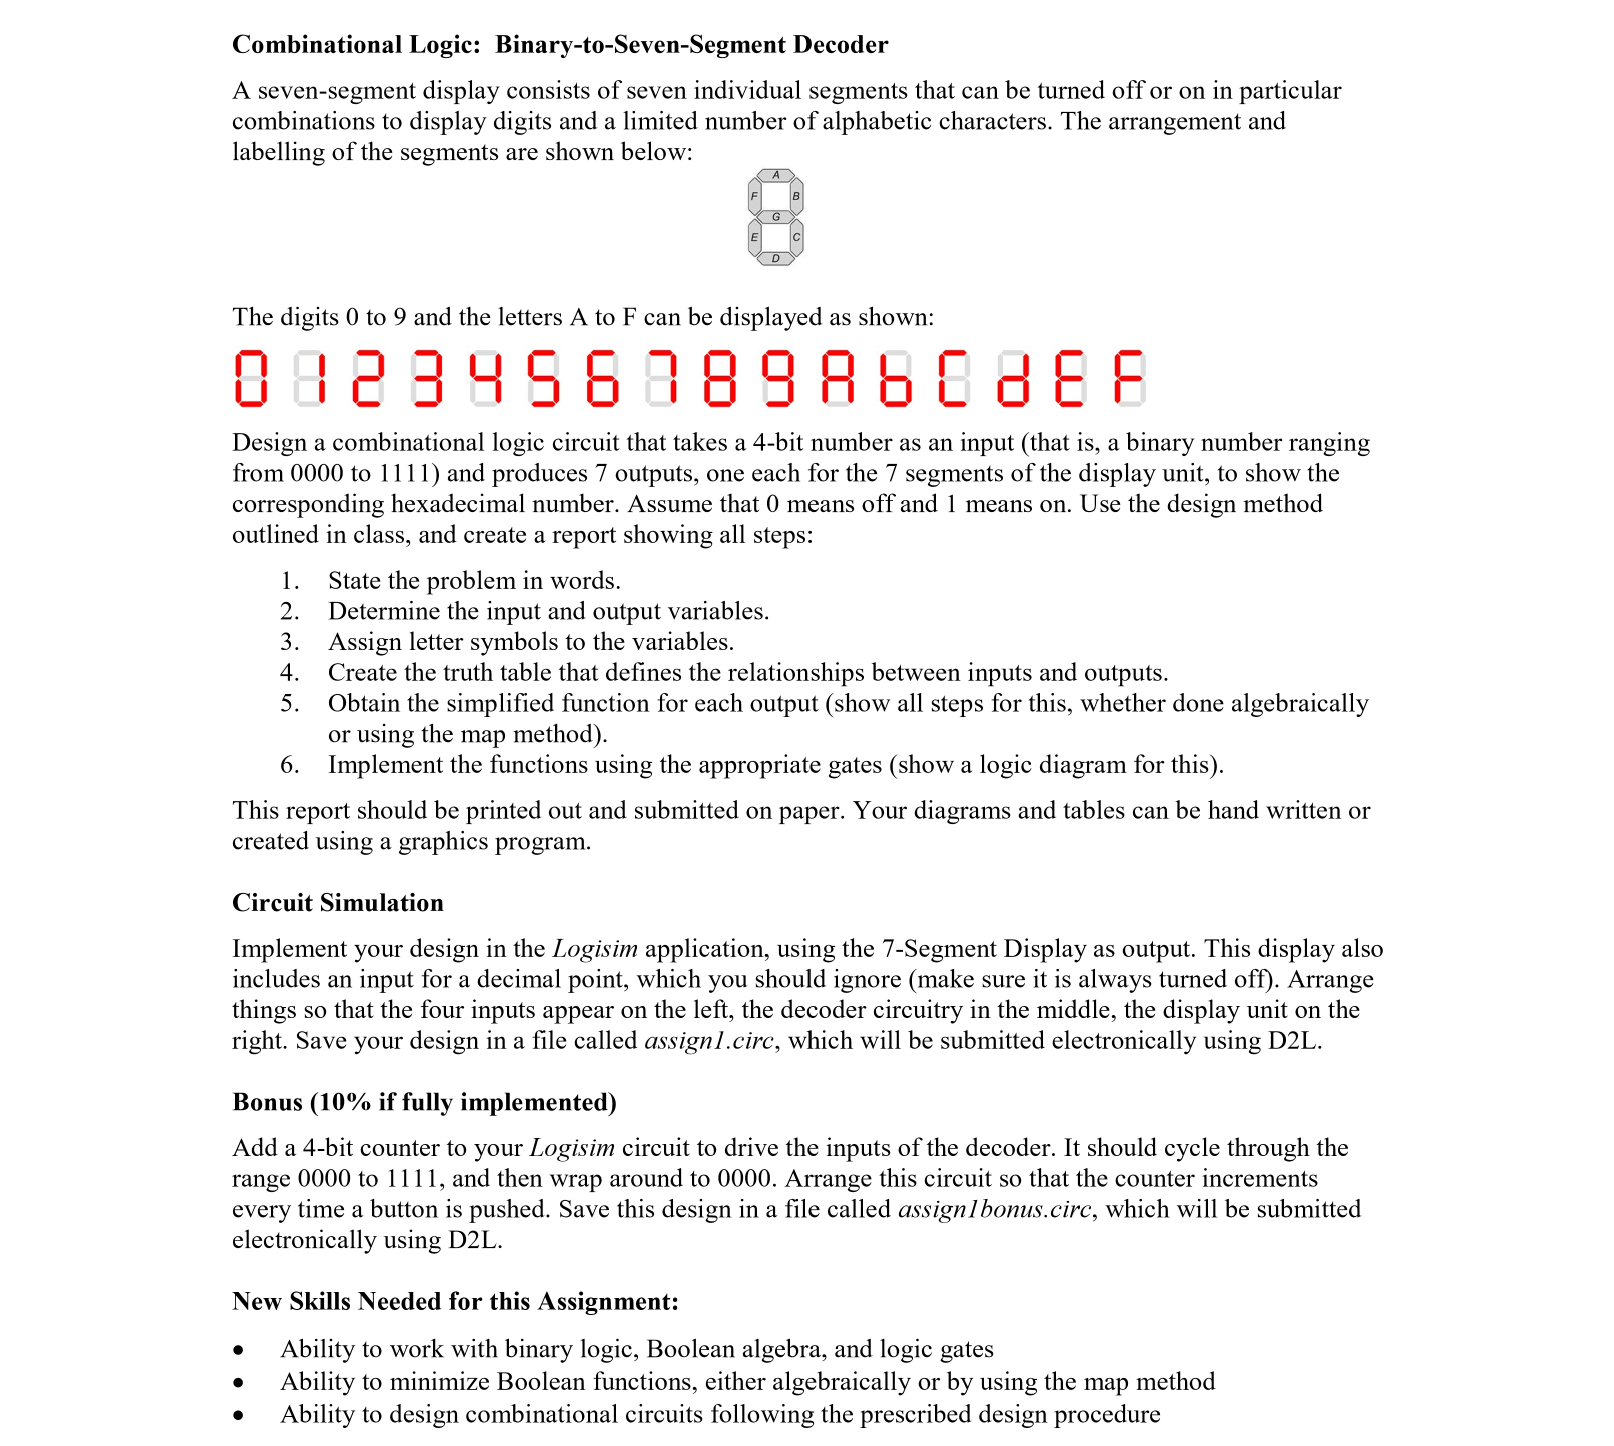 Combinational Logic:  Binary-to-Seven-Segment Decoder
A seven-segment display consists of seven individual segments that can be turned off or on in particular
combinations to display digits and a limited number of alphabetic characters. The arrangement and
labelling of the segments are shown below:
A
F B
G
E C
D
The digits 0 to 9 and the letters A to F can be displayed as shown:
0 1 2 3 4 5 6 7 8 9 A b C d E F
Design a combinational logic circuit that takes a 4-bit number as an input (that is, a binary number ranging
from 0000 to 1111) and produces 7 outputs, one each for the 7 segments of the display unit, to show the
corresponding hexadecimal number. Assume that 0 means off and 1 means on. Use the design method
outlined in class, and create a report showing all steps:
1. State the problem in words.
2. Determine the input and output variables.
3. Assign letter symbols to the variables.
4. Create the truth table that defines the relationships between inputs and outputs.
5. Obtain the simplified function for each output (show all steps for this, whether done algebraically
or using the map method).
6. Implement the functions using the appropriate gates (show a logic diagram for this).
This report should be printed out and submitted on paper. Your diagrams and tables can be hand written or
created using a graphics program.
Circuit Simulation
Implement your design in the Logisim application, using the 7-Segment Display as output. This display also
includes an input for a decimal point, which you should ignore (make sure it is always turned off). Arrange
things so that the four inputs appear on the left, the decoder circuitry in the middle, the display unit on the
right. Save your design in a file called assign1.circ, which will be submitted electronically using D2L.
Bonus (10% if fully implemented)
Add a 4-bit counter to your Logisim circuit to drive the inputs of the decoder. It should cycle through the
range 0000 to 1111, and then wrap around to 0000. Arrange this circuit so that the counter increments
every time a button is pushed. Save this design in a file called assign1bonus.circ, which will be submitted
electronically using D2L.
New Skills Needed for this Assignment:
• Ability to work with binary logic, Boolean algebra, and logic gates
• Ability to minimize Boolean functions, either algebraically or by using the map method
• Ability to design combinational circuits following the prescribed design procedure